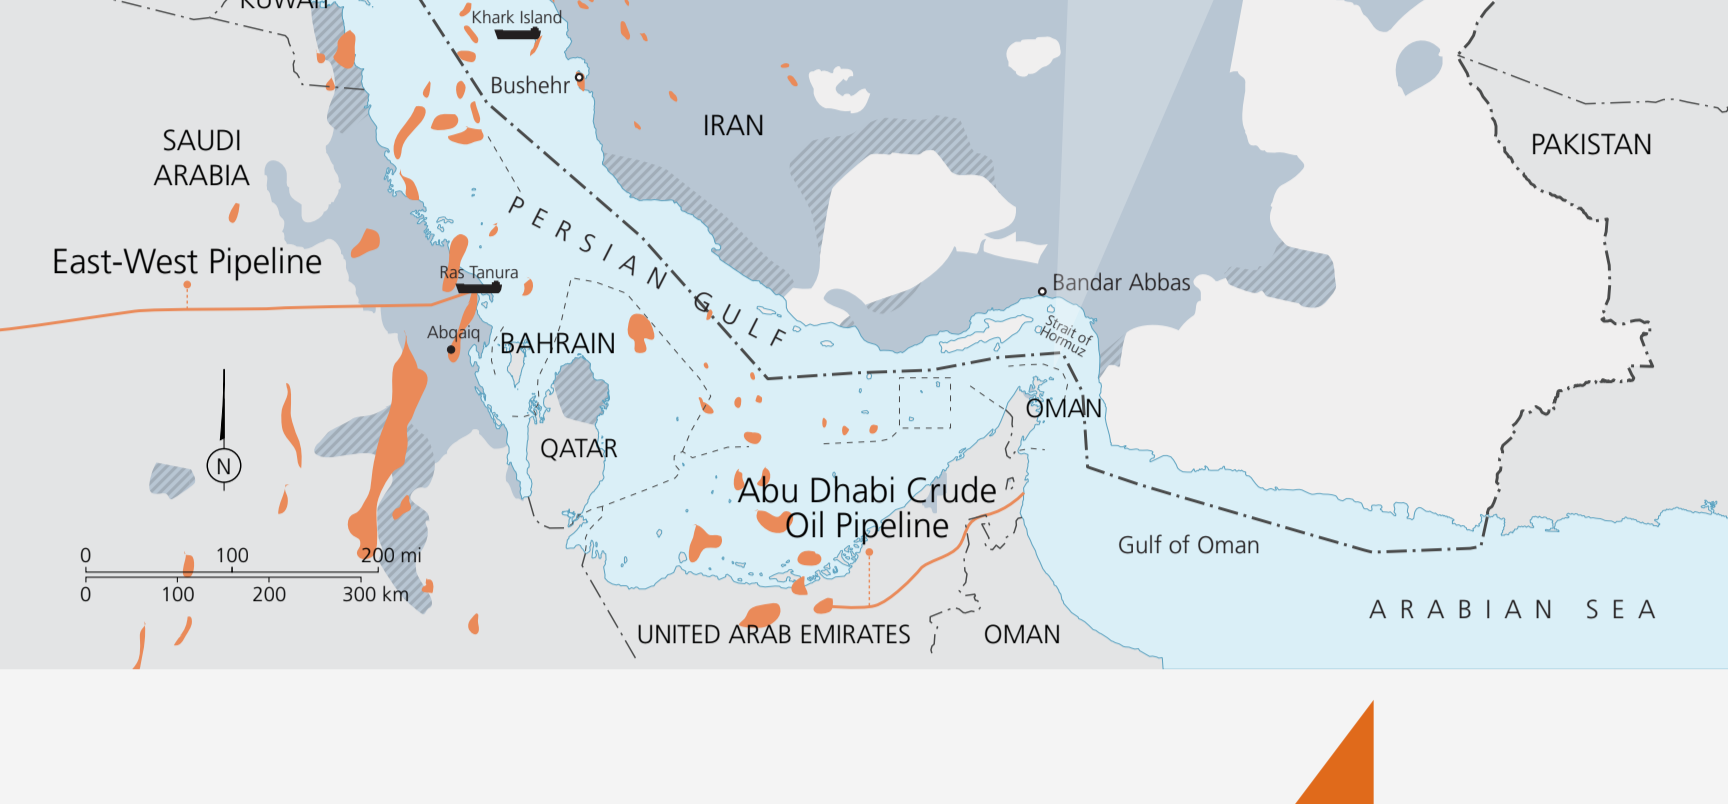 KUWAIT
Khark Island
Bushehr
IRAN
PAKISTAN
SAUDI
ARABIA
PERSIAN GULF
East-West Pipeline
Ras Tanura
Bandar Abbas
Abqaiq
BAHRAIN
Strait of
Hormuz
OMAN
QATAR
N
Abu Dhabi Crude
Oil Pipeline
Gulf of Oman
0 100 200 mi
0 100 200 300 km
ARABIAN SEA
UNITED ARAB EMIRATES
OMAN